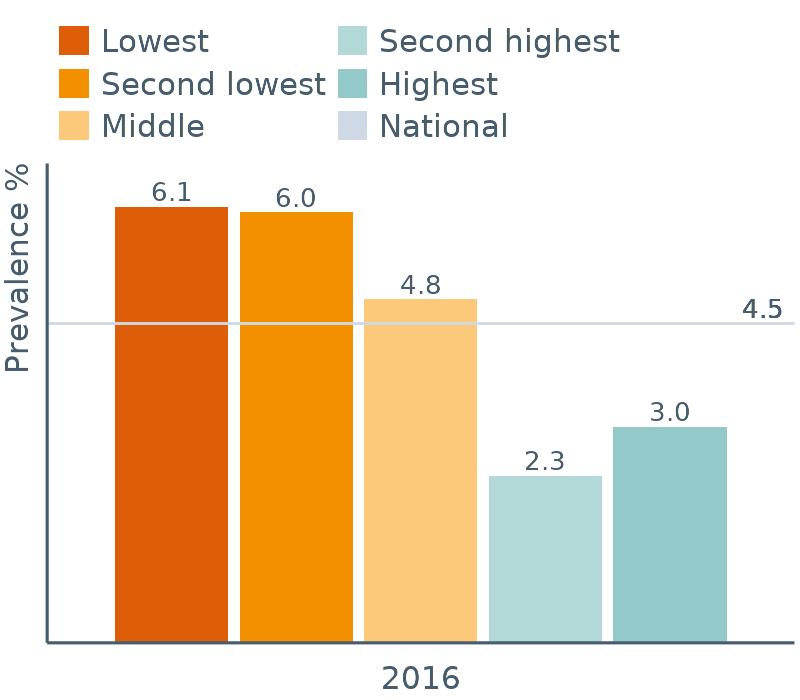 Lowest
Second lowest
Middle
Second highest
Highest
National
Prevalence %
6.1
6.0
4.8
2.3
3.0
4.5
2016